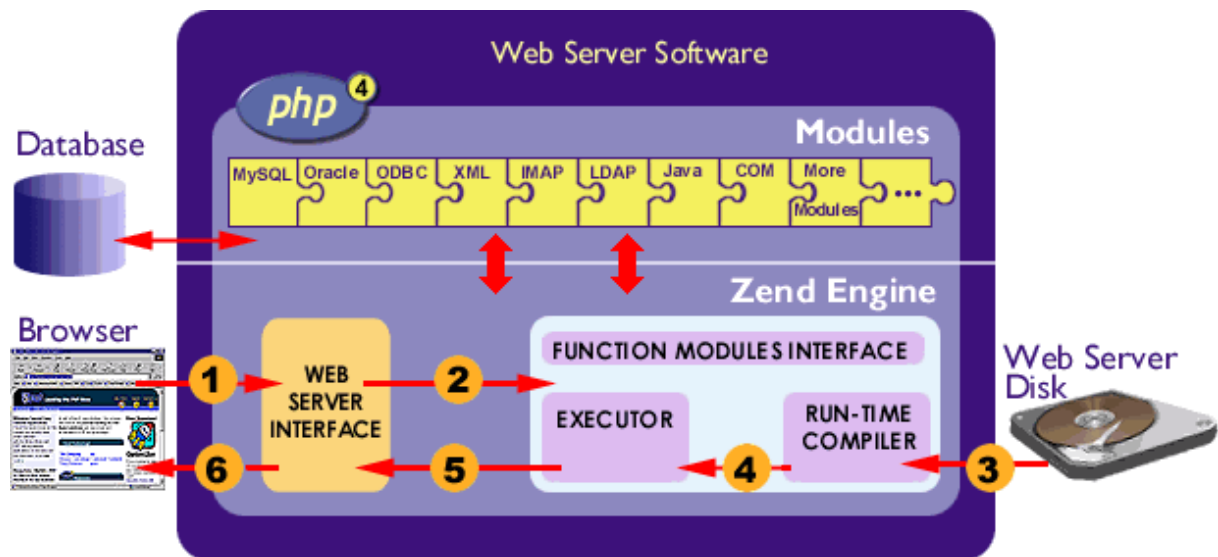 Web Server Software
php 4
Modules
Database
MySQL Oracle ODBC XML IMAP LDAP Java COM More Modules ...
Zend Engine
Browser
FUNCTION MODULES INTERFACE
Web Server
Disk
1
WEB
SERVER
INTERFACE
2
EXECUTOR
RUN-TIME
COMPILER
3
4
5
6